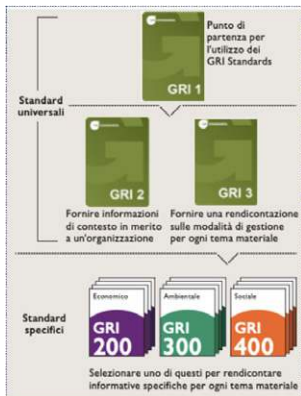 GRI 1
Punto di
partenza per
l'utilizzo dei
GRI Standards
Standard
universali
GRI 2
GRI 3
Fornire informazioni
di contesto in merito
a un'organizzazione
Fornire una rendicontazione
sulle modalità di gestione
per ogni tema materiale
Standard
specifici
Economico
GRI
200
Ambientale
GRI
300
Sociale
GRI
400
Selezionare uno di questi per rendicontare
informative specifiche per ogni tema materiale